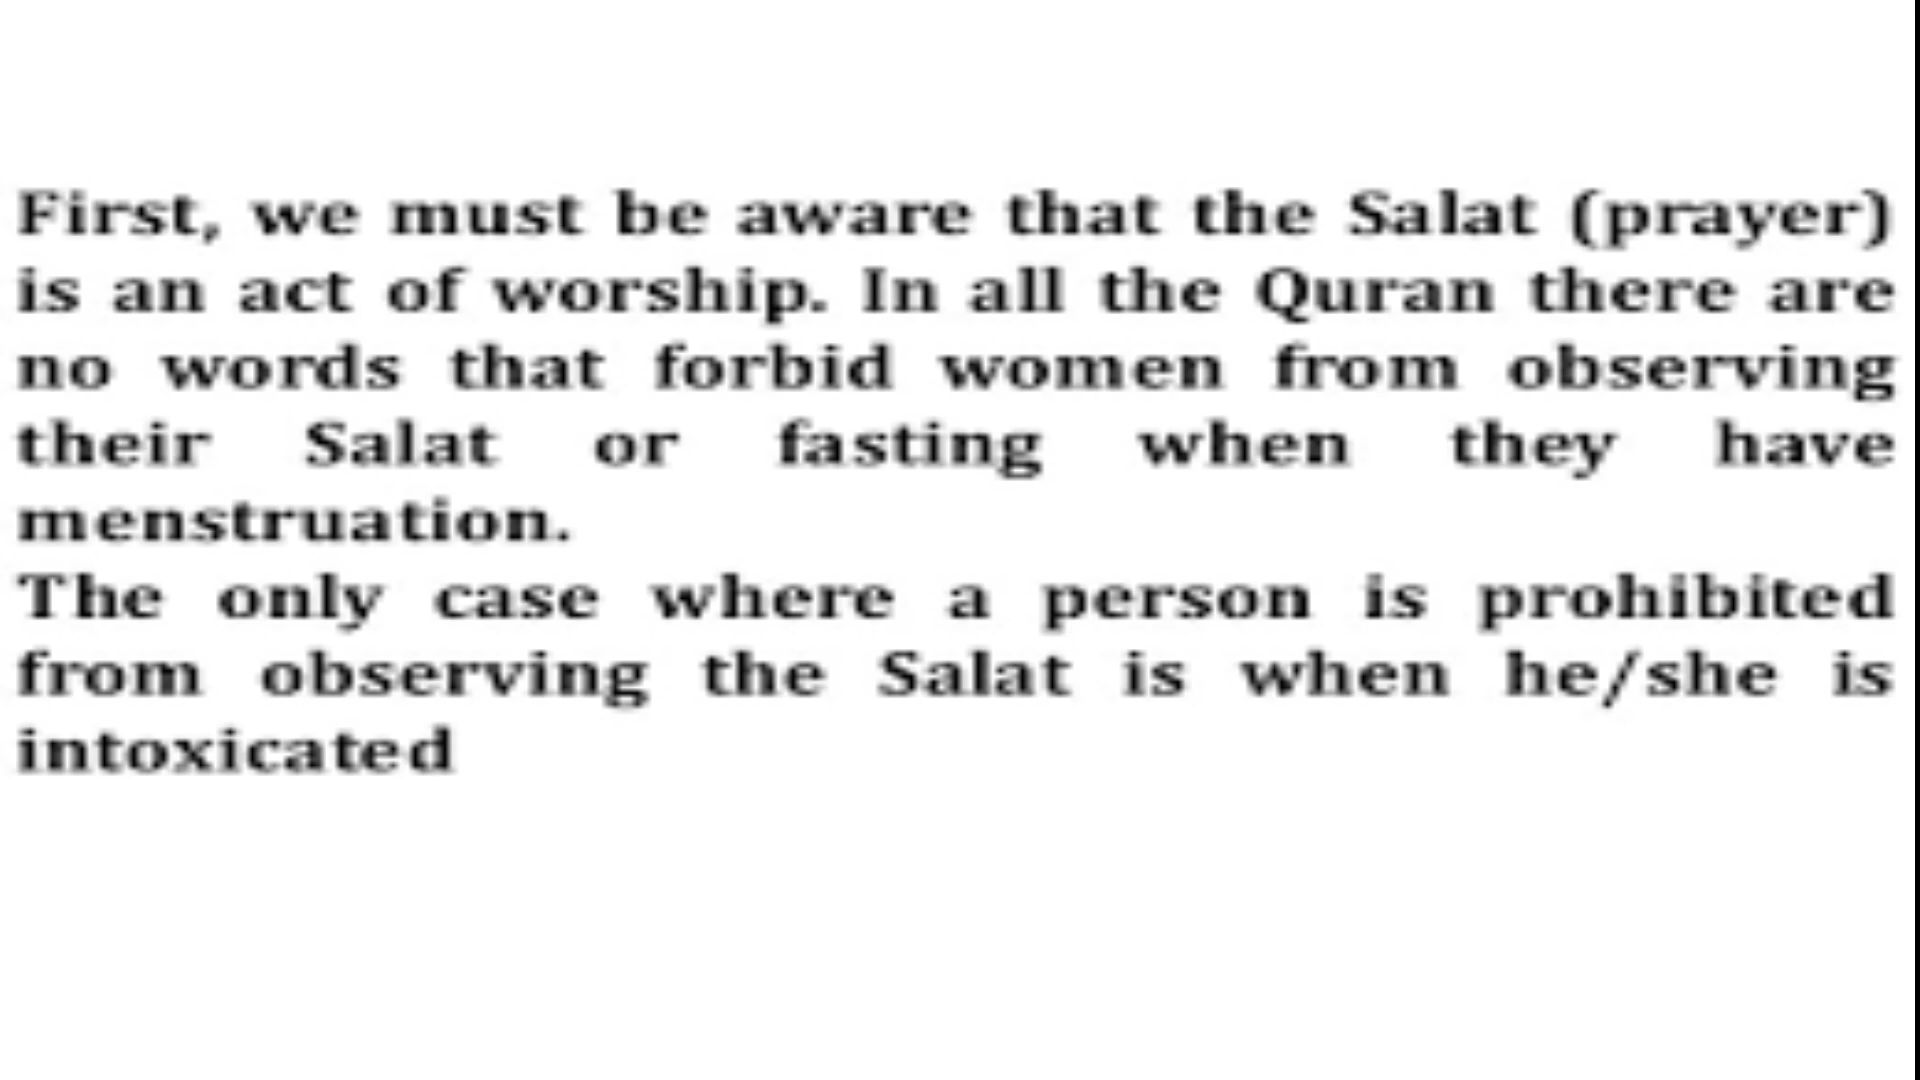 First, we must be aware that the Salat (prayer)
is an act of worship. In all the Quran there are
no words that forbid women from observing
their Salat or fasting when they have
menstruation.
The only case where a person is prohibited
from observing the Salat is when he/she is
intoxicated